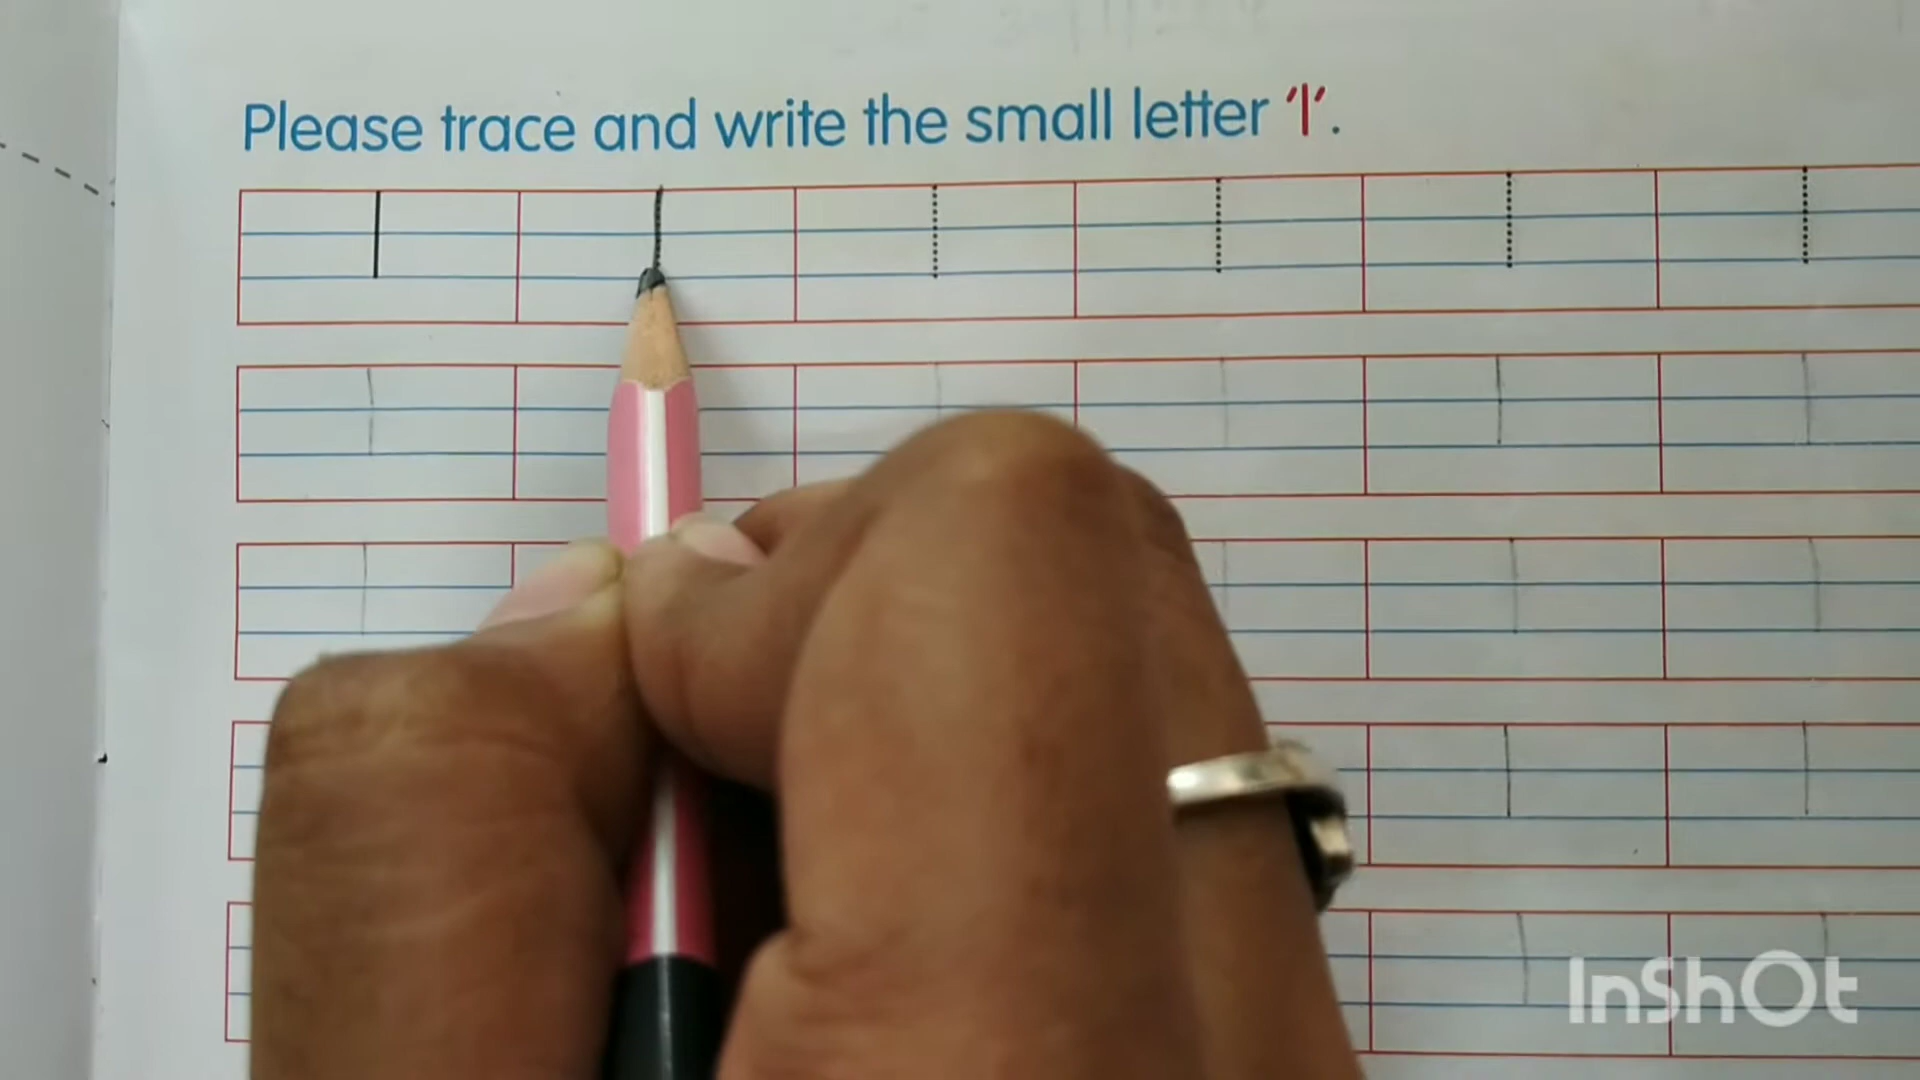 Please trace and write the small letter 'l'.
l l l l l l
l l l l l
l l l l
l l
l l
InShOt